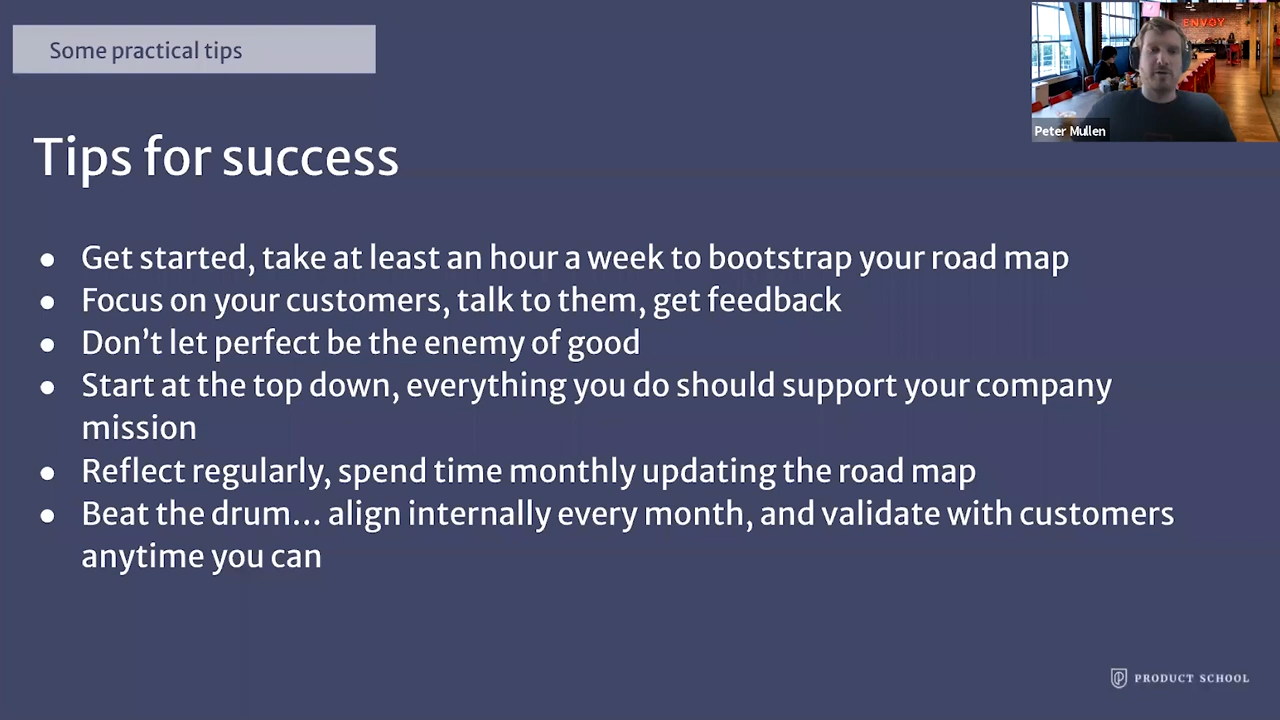 Some practical tips
ENVOY
Peter Mullen
Tips for success
● Get started, take at least an hour a week to bootstrap your road map
● Focus on your customers, talk to them, get feedback
● Don’t let perfect be the enemy of good
● Start at the top down, everything you do should support your company
mission
● Reflect regularly, spend time monthly updating the road map
● Beat the drum... align internally every month, and validate with customers
anytime you can
PRODUCT SCHOOL